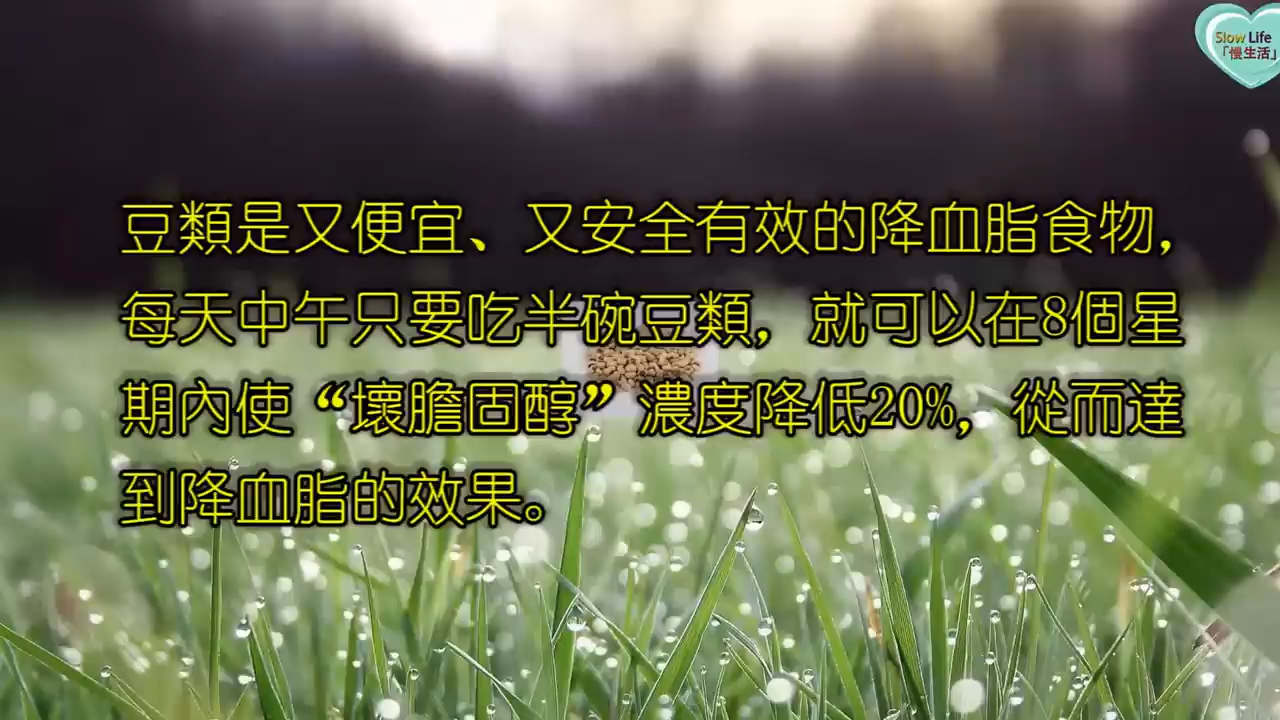 Slow Life
「慢生活」
豆類是又便宜、又安全有效的降血脂食物，
每天中午只要吃半碗豆類，就可以在8個星
期內使“壞膽固醇”濃度降低20%，從而達
到降血脂的效果。